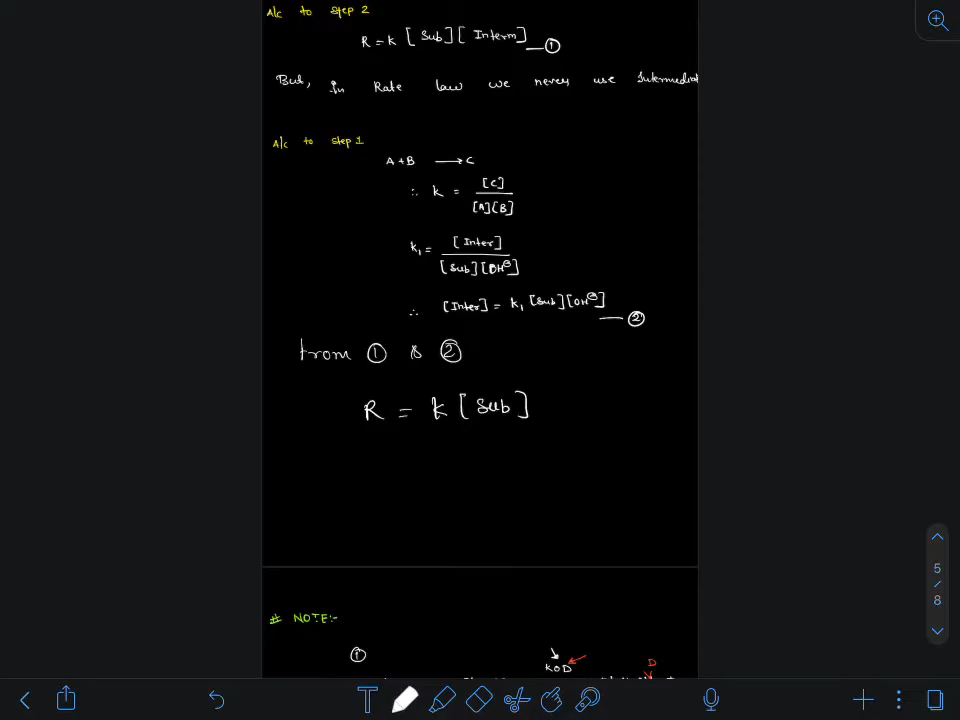 A/c to step 2
R = K [Sub] [Interm] — ①
But, In Rate law we never use Intermediat
A/c to step 1
A + B ⟶ C
∴ K = [C] / [A][B]
K₁ = [Inter] / [Sub][OH⊖]
∴ [Inter] = K₁ [Sub][OH⊖] — ②
from ① & ②
R = K [Sub]
# NOTE:-
①
KOD
D
5
/
8